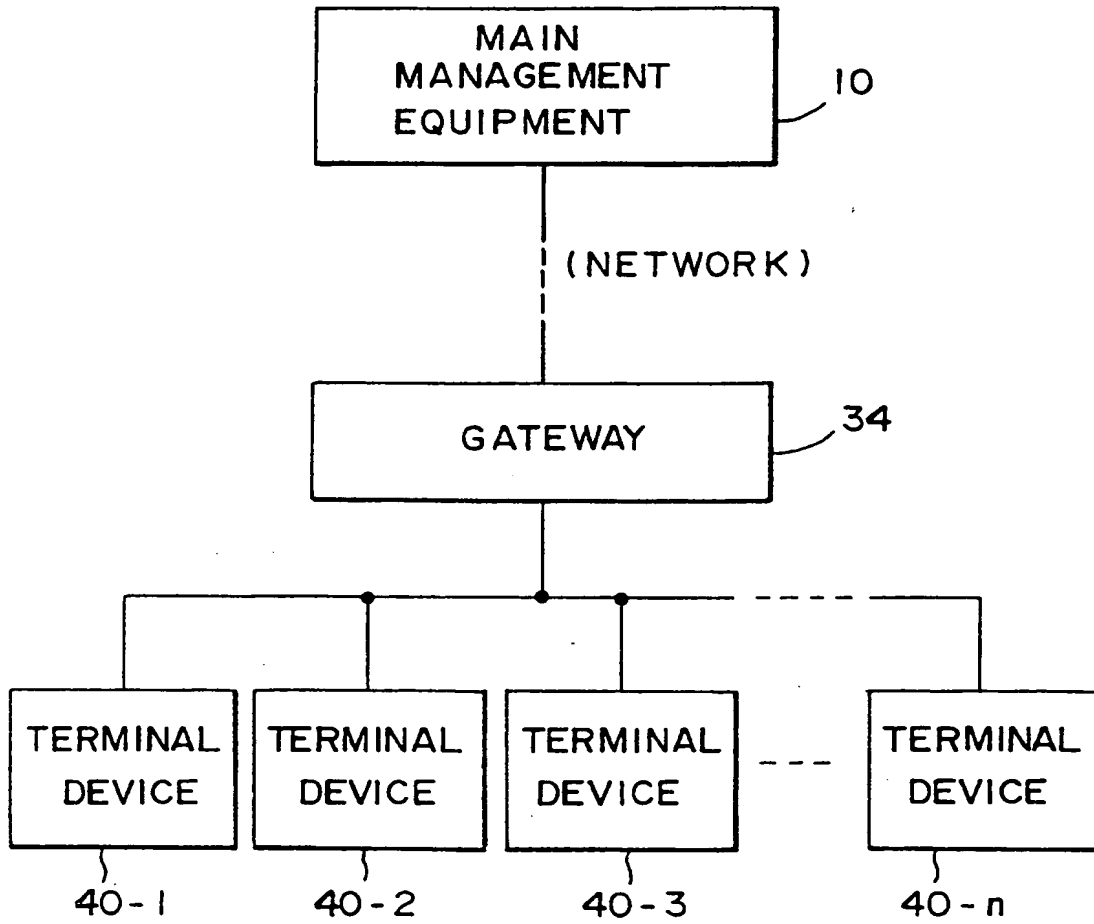 MAIN
MANAGEMENT
EQUIPMENT
10
(NETWORK)
GATEWAY
34
TERMINAL DEVICE
TERMINAL DEVICE
TERMINAL DEVICE
TERMINAL DEVICE
40-1
40-2
40-3
40-n